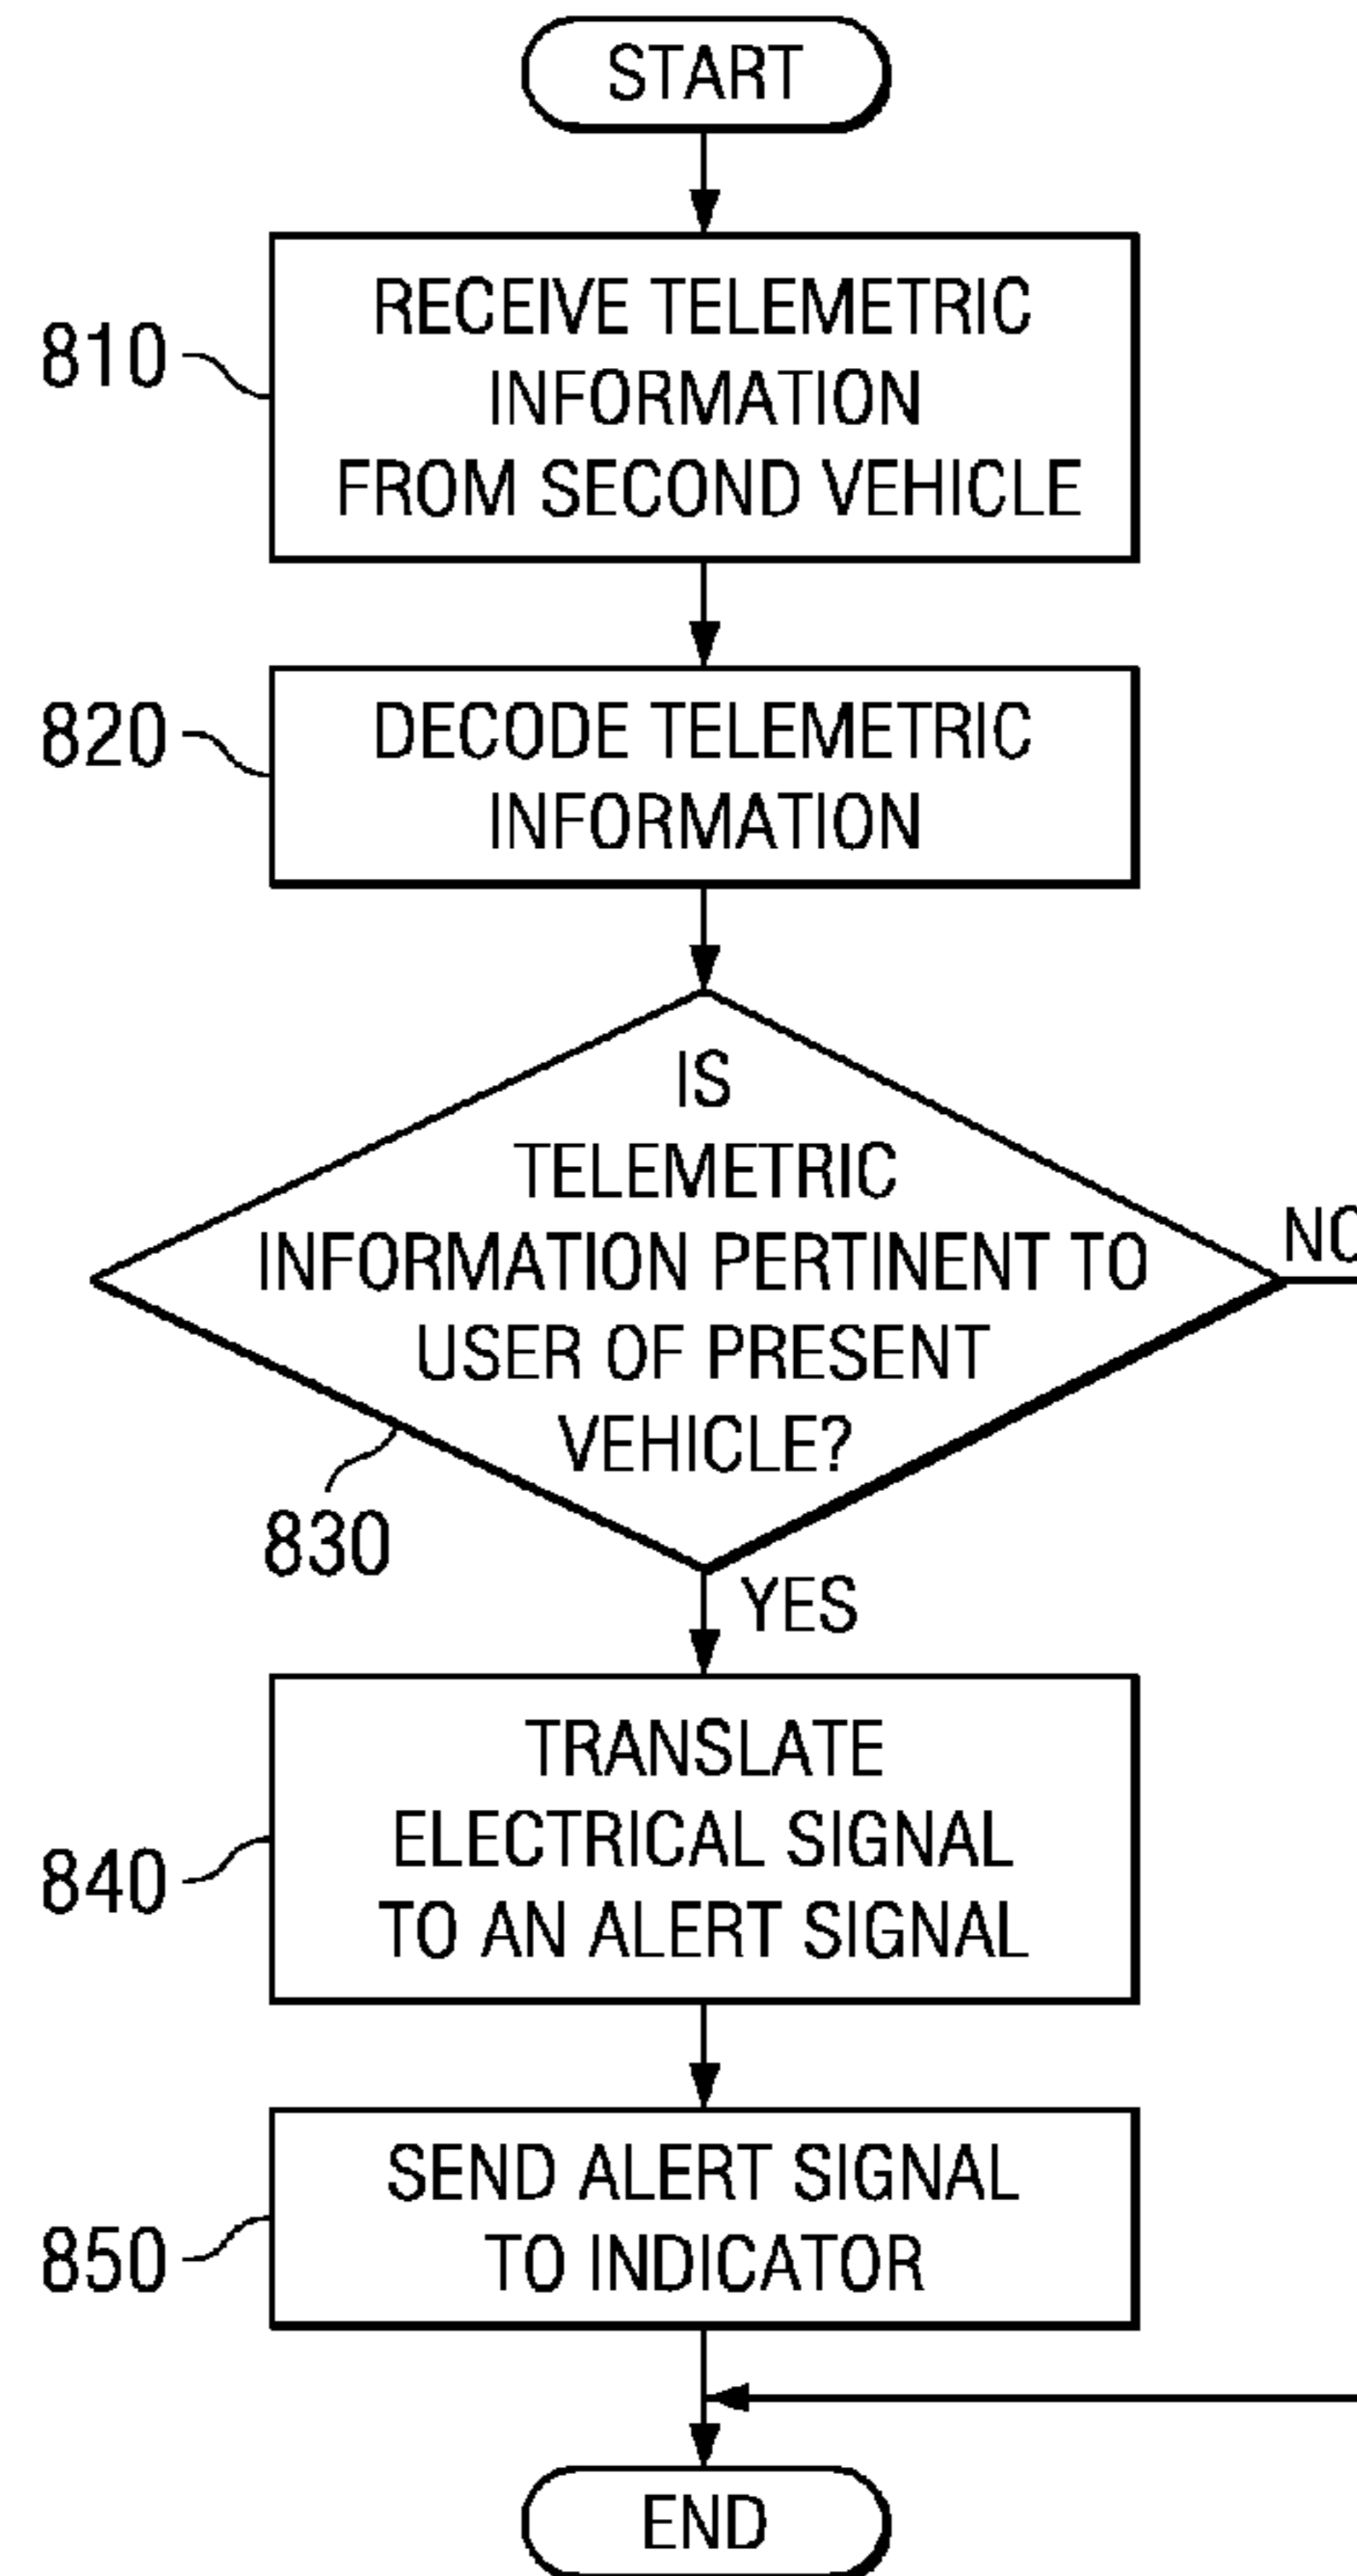 START
810
RECEIVE TELEMETRIC
INFORMATION
FROM SECOND VEHICLE
820
DECODE TELEMETRIC
INFORMATION
IS
TELEMETRIC
INFORMATION PERTINENT TO
USER OF PRESENT
VEHICLE?
NO
830
YES
840
TRANSLATE
ELECTRICAL SIGNAL
TO AN ALERT SIGNAL
850
SEND ALERT SIGNAL
TO INDICATOR
END